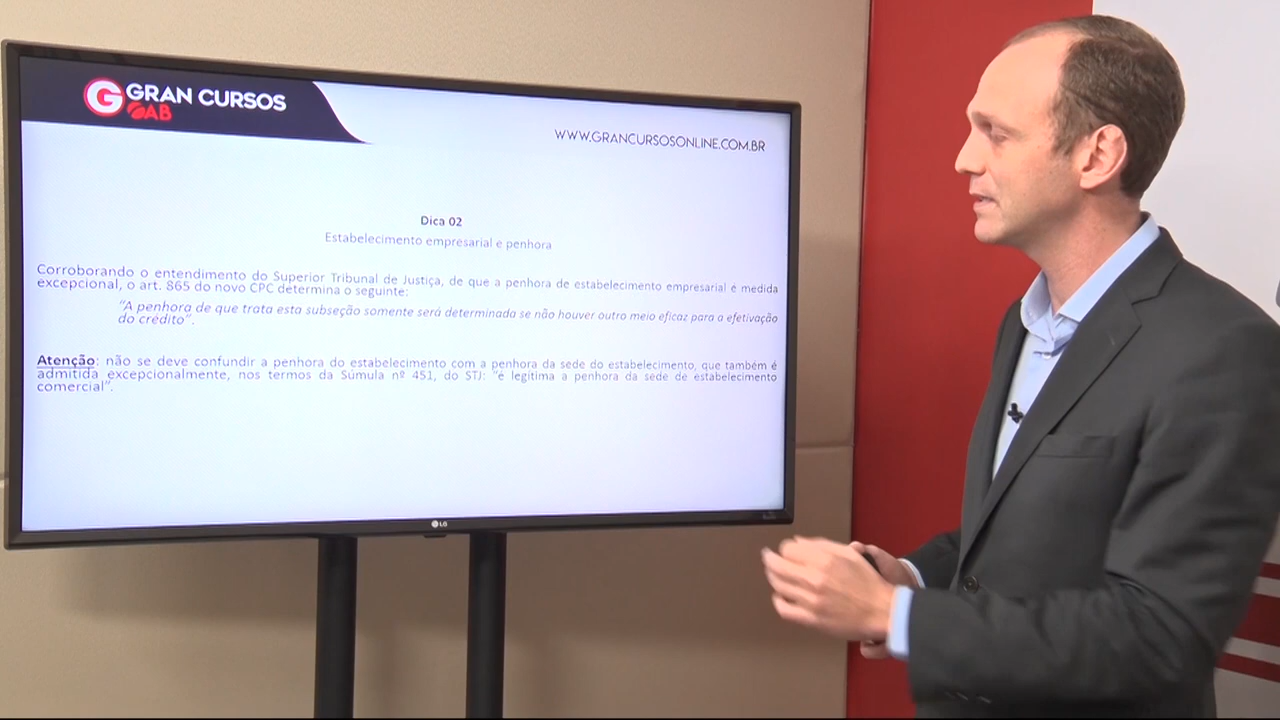 G GRAN CURSOS
OAB
WWW.GRANCURSOSONLINE.COM.BR
Dica 02
Estabelecimento empresarial e penhora
Corroborando o entendimento do Superior Tribunal de Justiça, de que a penhora de estabelecimento empresarial é medida
excepcional, o art. 865 do novo CPC determina o seguinte:
“A penhora de que trata esta subseção somente será determinada se não houver outro meio eficaz para a efetivação
do crédito”.
Atenção: não se deve confundir a penhora do estabelecimento com a penhora da sede do estabelecimento, que também é
admitida excepcionalmente, nos termos da Súmula nº 451, do STJ: “é legítima a penhora da sede de estabelecimento
comercial”.
LG